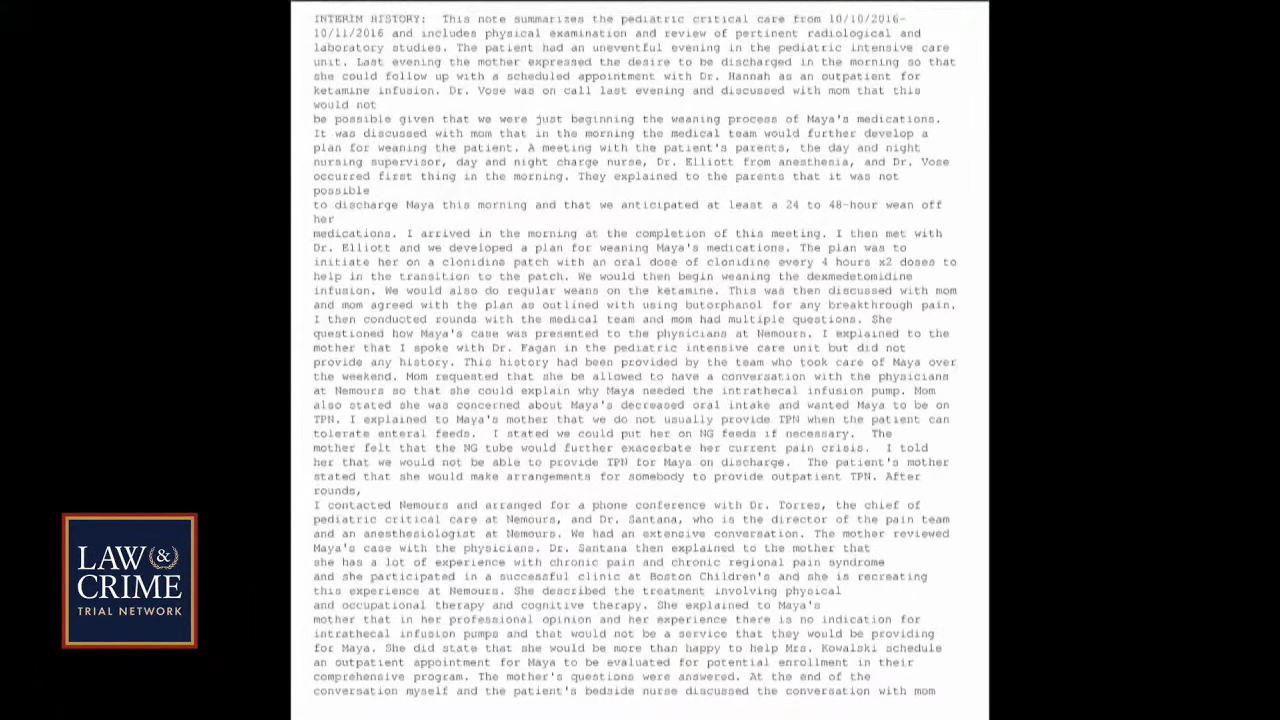 INTERIM HISTORY:  This note summarizes the pediatric critical care from 10/10/2016-
10/11/2016 and includes physical examination and review of pertinent radiological and
laboratory studies. The patient had an uneventful evening in the pediatric intensive care
unit. Last evening the mother expressed the desire to be discharged in the morning so that
she could follow up with a scheduled appointment with Dr. Hannah as an outpatient for
ketamine infusion. Dr. Vose was on call last evening and discussed with mom that this
would not
be possible given that we were just beginning the weaning process of Maya's medications.
It was discussed with mom that in the morning the medical team would further develop a
plan for weaning the patient. A meeting with the patient's parents, the day and night
nursing supervisor, day and night charge nurse, Dr. Elliott from anesthesia, and Dr. Vose
occurred first thing in the morning. They explained to the parents that it was not
possible
to discharge Maya this morning and that we anticipated at least a 24 to 48-hour wean off
her
medications. I arrived in the morning at the completion of this meeting. I then met with
Dr. Elliott and we developed a plan for weaning Maya's medications. The plan was to
initiate her on a clonidine patch with an oral dose of clonidine every 4 hours x2 doses to
help in the transition to the patch. We would then begin weaning the dexmedetomidine
infusion. We would also do regular weans on the ketamine. This was then discussed with mom
and mom agreed with the plan as outlined with using butorphanol for any breakthrough pain.
I then conducted rounds with the medical team and mom had multiple questions. She
questioned how Maya's case was presented to the physicians at Nemours. I explained to the
mother that I spoke with Dr. Fagan in the pediatric intensive care unit but did not
provide any history. This history had been provided by the team who took care of Maya over
the weekend. Mom requested that she be allowed to have a conversation with the physicians
at Nemours so that she could explain why Maya needed the intrathecal infusion pump. Mom
also stated she was concerned about Maya's decreased oral intake and wanted Maya to be on
TPN. I explained to Maya's mother that we do not usually provide TPN when the patient can
tolerate enteral feeds.  I stated we could put her on NG feeds if necessary.  The
mother felt that the NG tube would further exacerbate her current pain crisis.  I told
her that we would not be able to provide TPN for Maya on discharge.  The patient's mother
stated that she would make arrangements for somebody to provide outpatient TPN. After
rounds,
I contacted Nemours and arranged for a phone conference with Dr. Torres, the chief of
pediatric critical care at Nemours, and Dr. Santana, who is the director of the pain team
and an anesthesiologist at Nemours. We had an extensive conversation. The mother reviewed
Maya's case with the physicians. Dr. Santana then explained to the mother that
she has a lot of experience with chronic pain and chronic regional pain syndrome
and she participated in a successful clinic at Boston Children's and she is recreating
this experience at Nemours. She described the treatment involving physical
and occupational therapy and cognitive therapy. She explained to Maya's
mother that in her professional opinion and her experience there is no indication for
intrathecal infusion pumps and that would not be a service that they would be providing
for Maya. She did state that she would be more than happy to help Mrs. Kowalski schedule
an outpatient appointment for Maya to be evaluated for potential enrollment in their
comprehensive program. The mother's questions were answered. At the end of the
conversation myself and the patient's bedside nurse discussed the conversation with mom
LAW &
CRIME
TRIAL NETWORK